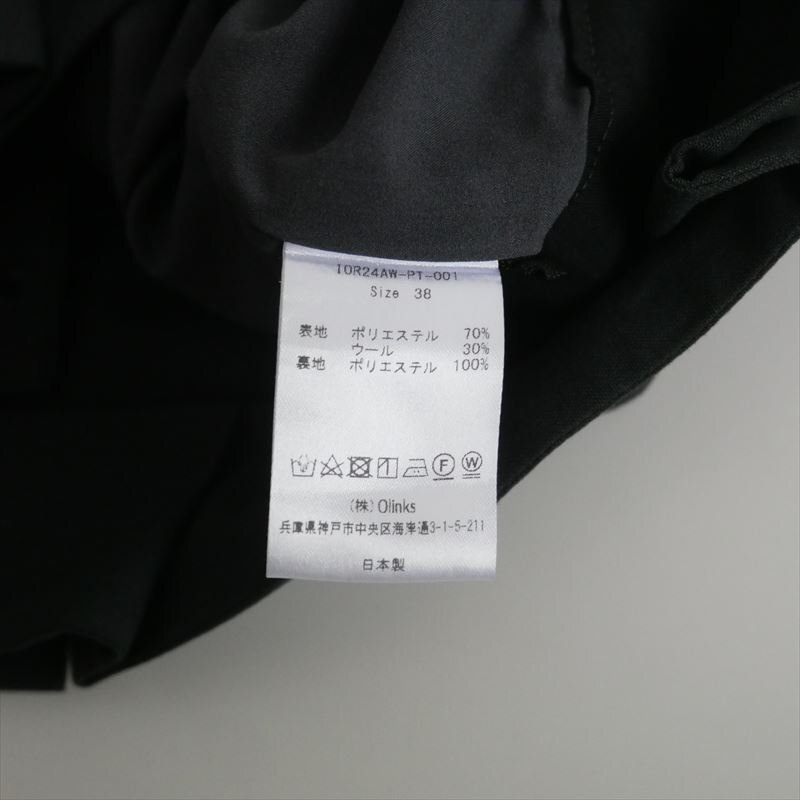 IOR24AW-PT-001
Size 38
表地 ポリエステル 70%
ウール 30%
裏地 ポリエステル 100%
F W
(株) Olinks
兵庫県神戸市中央区海岸通3-1-5-211
日本製